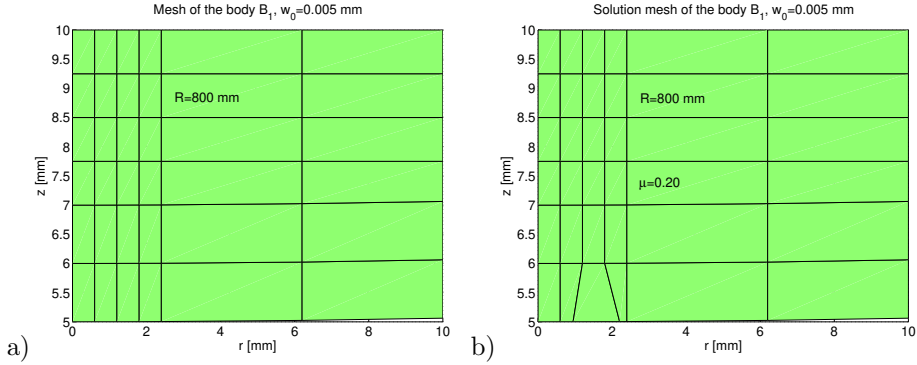 Mesh of the body B₁, w₀=0.005 mm
10
9.5
9
8.5
8
7.5
7
6.5
6
5.5
5
z [mm]
R=800 mm
0 2 4 6 8 10
r [mm]
a)
Solution mesh of the body B₁, w₀=0.005 mm
10
9.5
9
8.5
8
7.5
7
6.5
6
5.5
5
z [mm]
R=800 mm
μ=0.20
0 2 4 6 8 10
r [mm]
b)